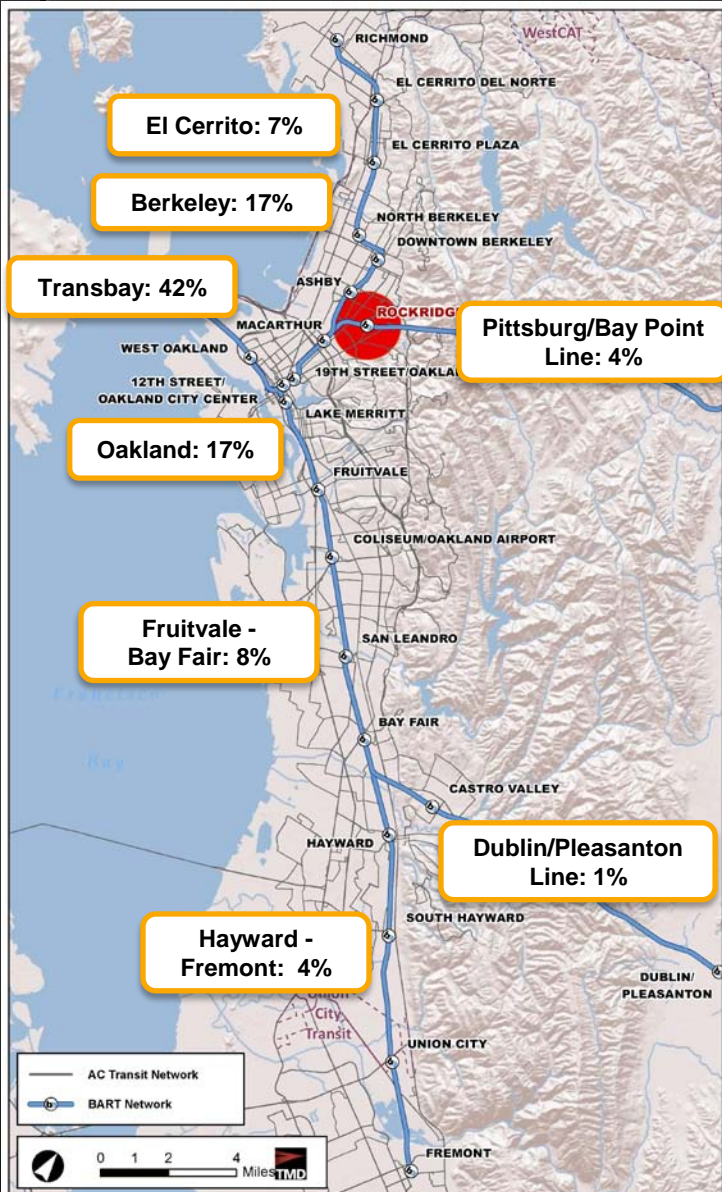 WestCAT
RICHMOND
EL CERRITO DEL NORTE
El Cerrito: 7%
EL CERRITO PLAZA
Berkeley: 17%
NORTH BERKELEY
DOWNTOWN BERKELEY
Transbay: 42%
ASHBY
ROCKRIDGE
MACARTHUR
Pittsburg/Bay Point
Line: 4%
WEST OAKLAND
19TH STREET/OAKL
12TH STREET/
OAKLAND CITY CENTER
LAKE MERRITT
Oakland: 17%
FRUITVALE
COLISEUM/OAKLAND AIRPORT
Fruitvale -
Bay Fair: 8%
SAN LEANDRO
Francisco
Bay
BAY FAIR
CASTRO VALLEY
HAYWARD
Dublin/Pleasanton
Line: 1%
SOUTH HAYWARD
Hayward -
Fremont: 4%
DUBLIN/
PLEASANTON
Union
City
Transit
UNION CITY
AC Transit Network
BART Network
FREMONT
0 1 2 4
Miles
TMD